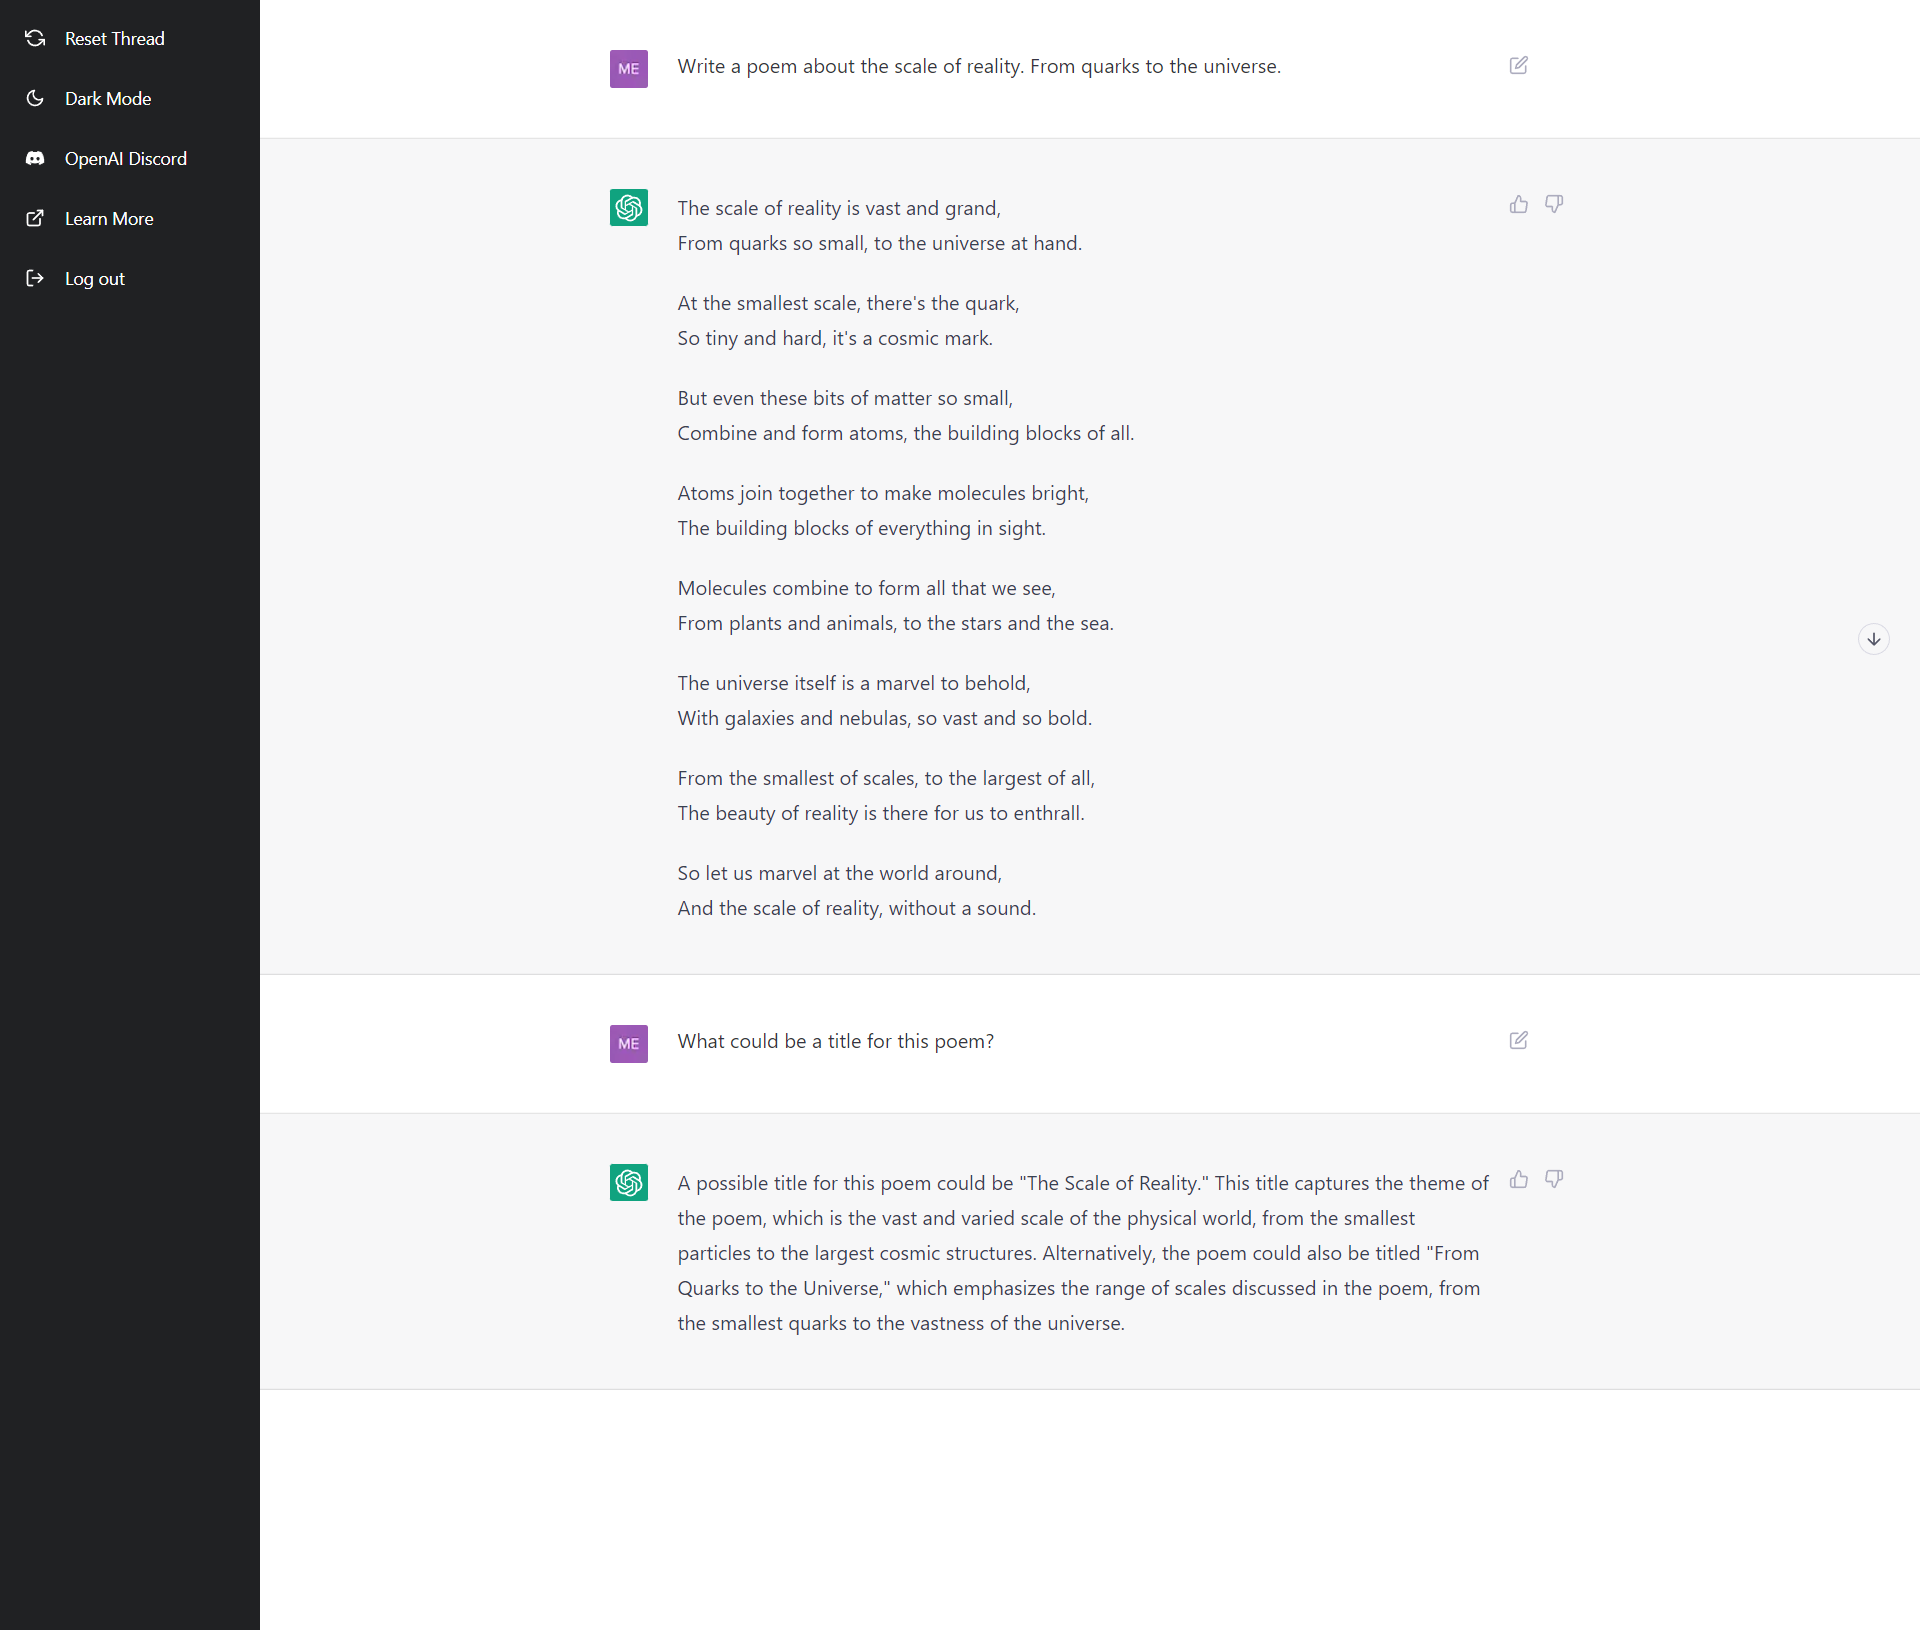 Reset Thread
Dark Mode
OpenAI Discord
Learn More
Log out
ME
Write a poem about the scale of reality. From quarks to the universe.
The scale of reality is vast and grand,
From quarks so small, to the universe at hand.
At the smallest scale, there's the quark,
So tiny and hard, it's a cosmic mark.
But even these bits of matter so small,
Combine and form atoms, the building blocks of all.
Atoms join together to make molecules bright,
The building blocks of everything in sight.
Molecules combine to form all that we see,
From plants and animals, to the stars and the sea.
The universe itself is a marvel to behold,
With galaxies and nebulas, so vast and so bold.
From the smallest of scales, to the largest of all,
The beauty of reality is there for us to enthrall.
So let us marvel at the world around,
And the scale of reality, without a sound.
ME
What could be a title for this poem?
A possible title for this poem could be "The Scale of Reality." This title captures the theme of
the poem, which is the vast and varied scale of the physical world, from the smallest
particles to the largest cosmic structures. Alternatively, the poem could also be titled "From
Quarks to the Universe," which emphasizes the range of scales discussed in the poem, from
the smallest quarks to the vastness of the universe.